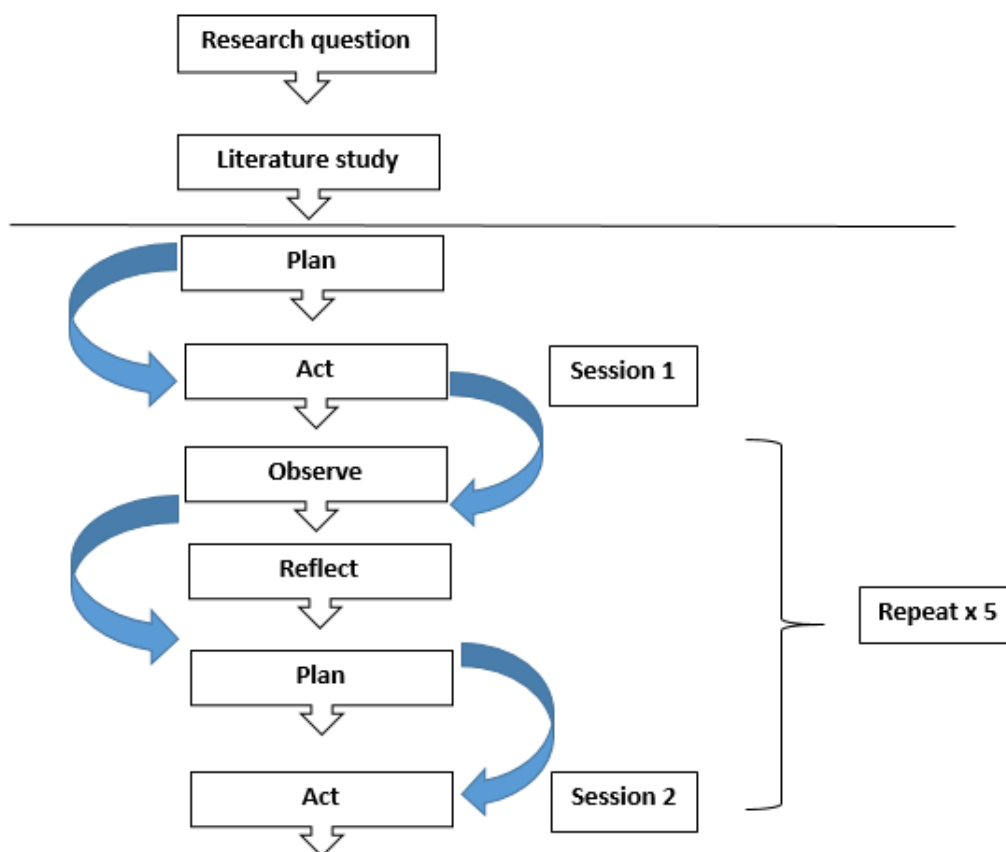 Research question
Literature study
Plan
Act
Session 1
Observe
Reflect
Repeat x 5
Plan
Act
Session 2